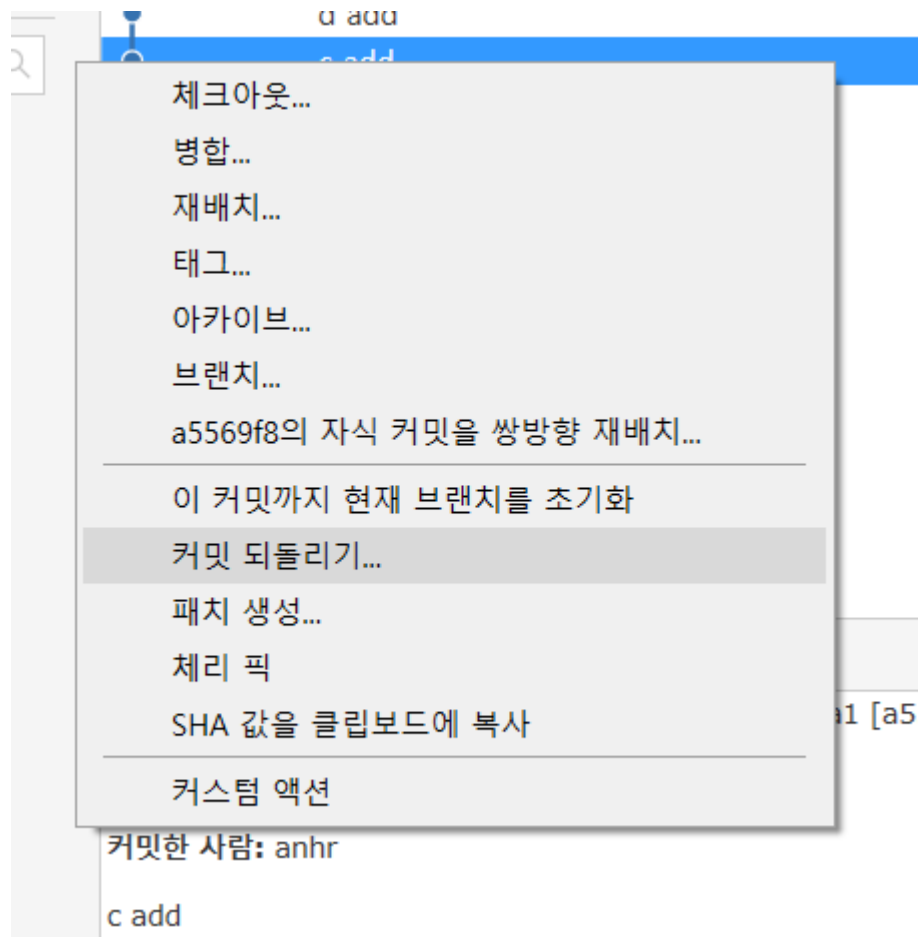 d add
c add
체크아웃...
병합...
재배치...
태그...
아카이브...
브랜치...
a5569f8의 자식 커밋을 쌍방향 재배치...
이 커밋까지 현재 브랜치를 초기화
커밋 되돌리기...
패치 생성...
체리 픽
SHA 값을 클립보드에 복사
a1 [a5
커스텀 액션
커밋한 사람: anhr
c add